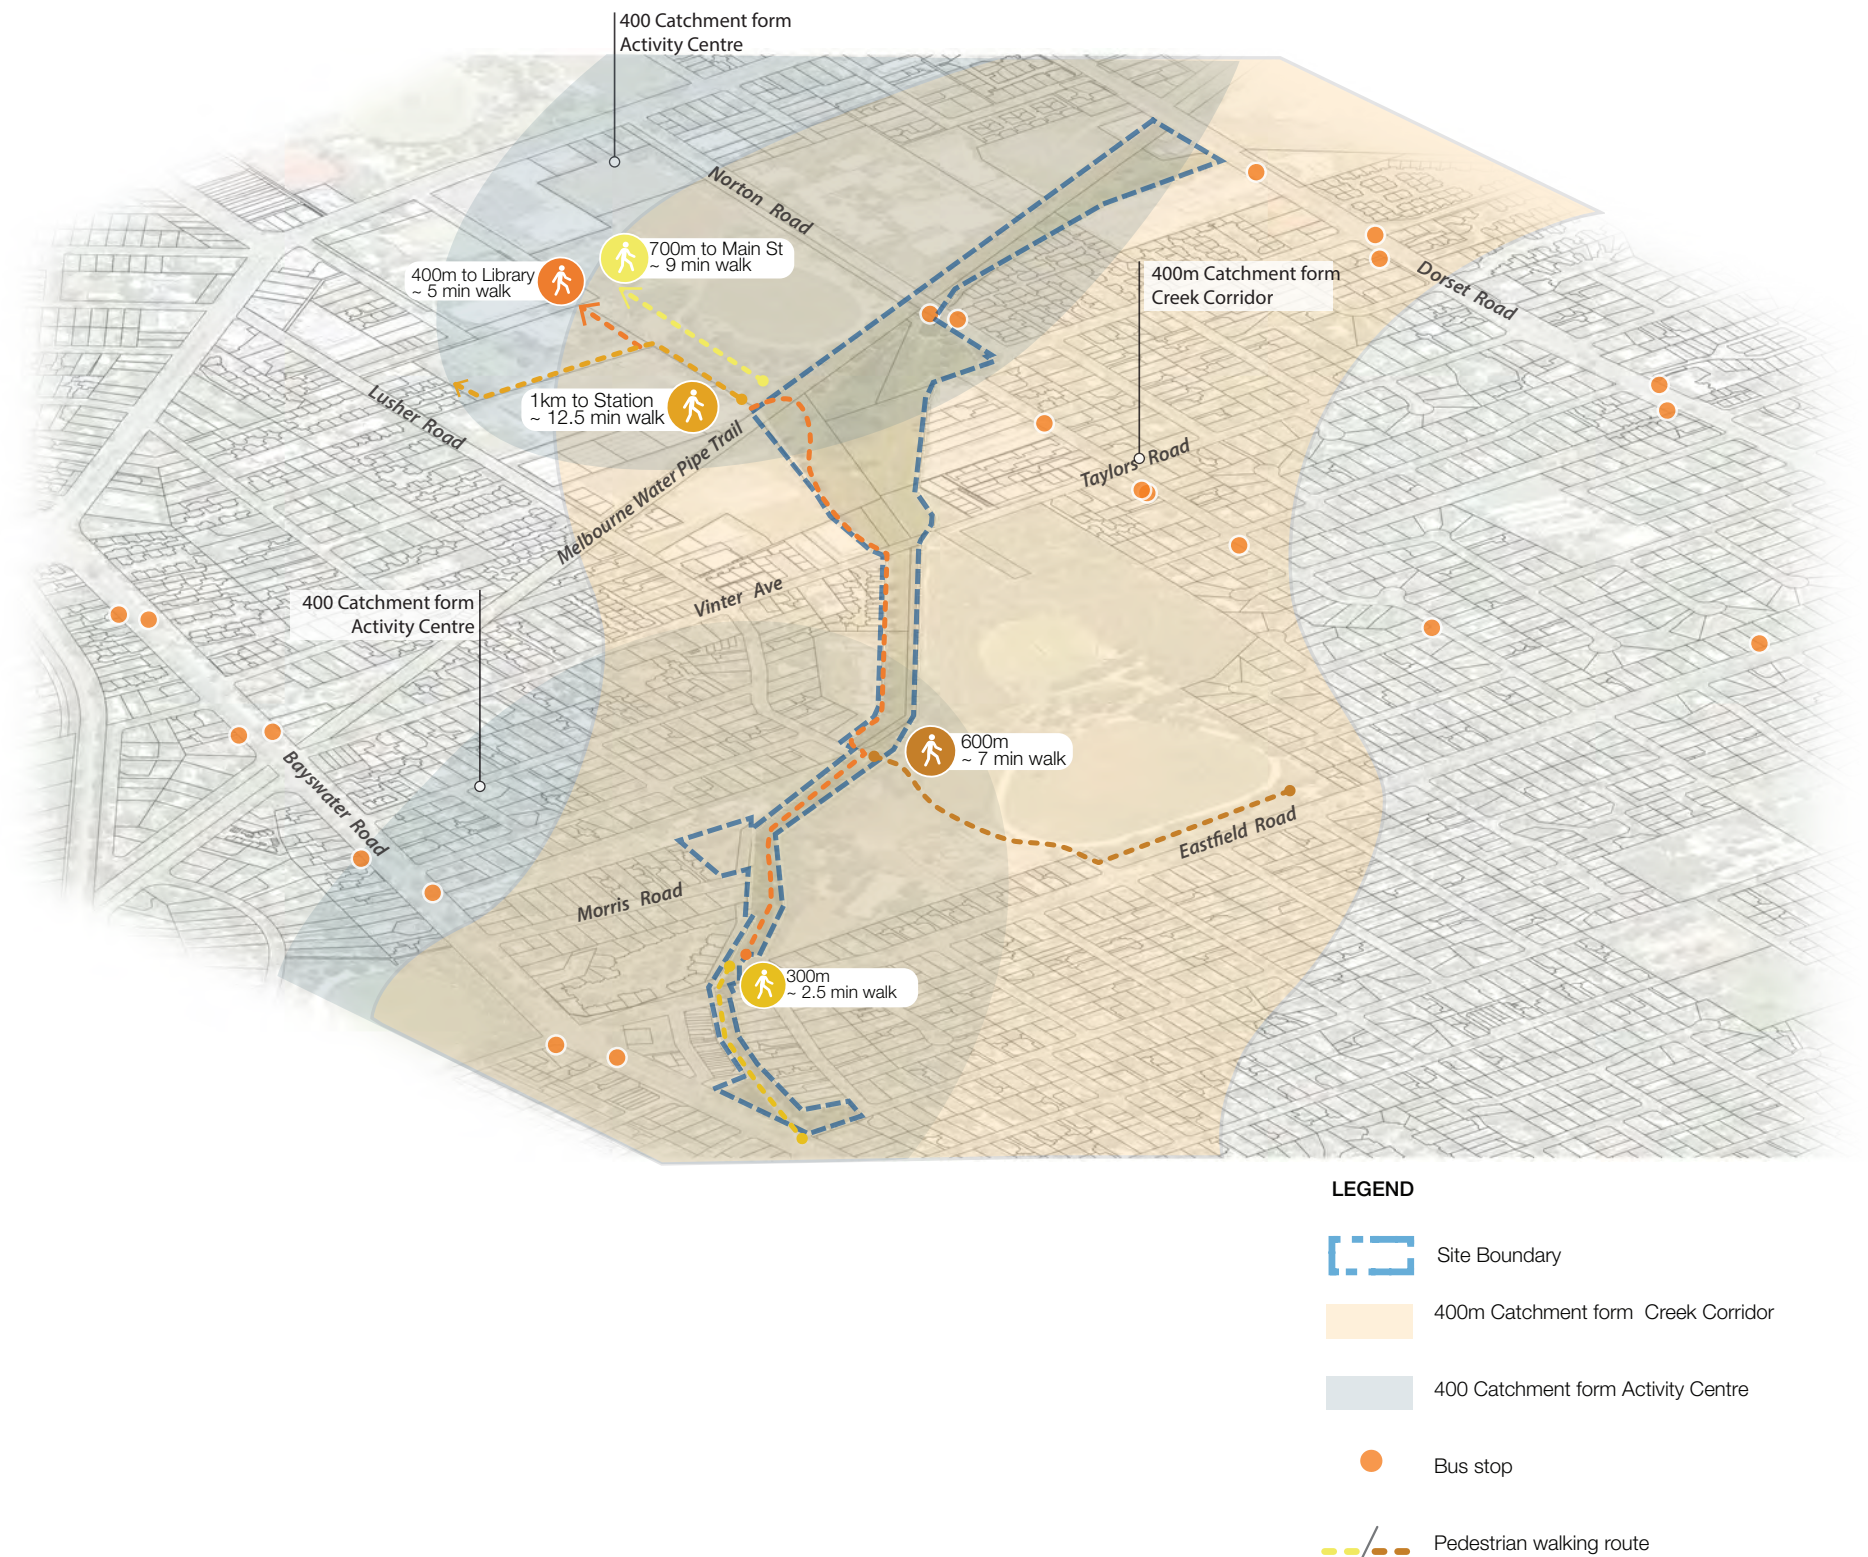 400 Catchment form
Activity Centre
Norton Road
700m to Main St
~ 9 min walk
400m to Library
~ 5 min walk
400m Catchment form
Creek Corridor
Dorset Road
1km to Station
~ 12.5 min walk
Lusher Road
Melbourne Water Pipe Trail
Taylors Road
Vinter Ave
400 Catchment form
Activity Centre
600m
~ 7 min walk
Bayswater Road
Eastfield Road
Morris Road
300m
~ 2.5 min walk
LEGEND
Site Boundary
400m Catchment form Creek Corridor
400 Catchment form Activity Centre
Bus stop
Pedestrian walking route